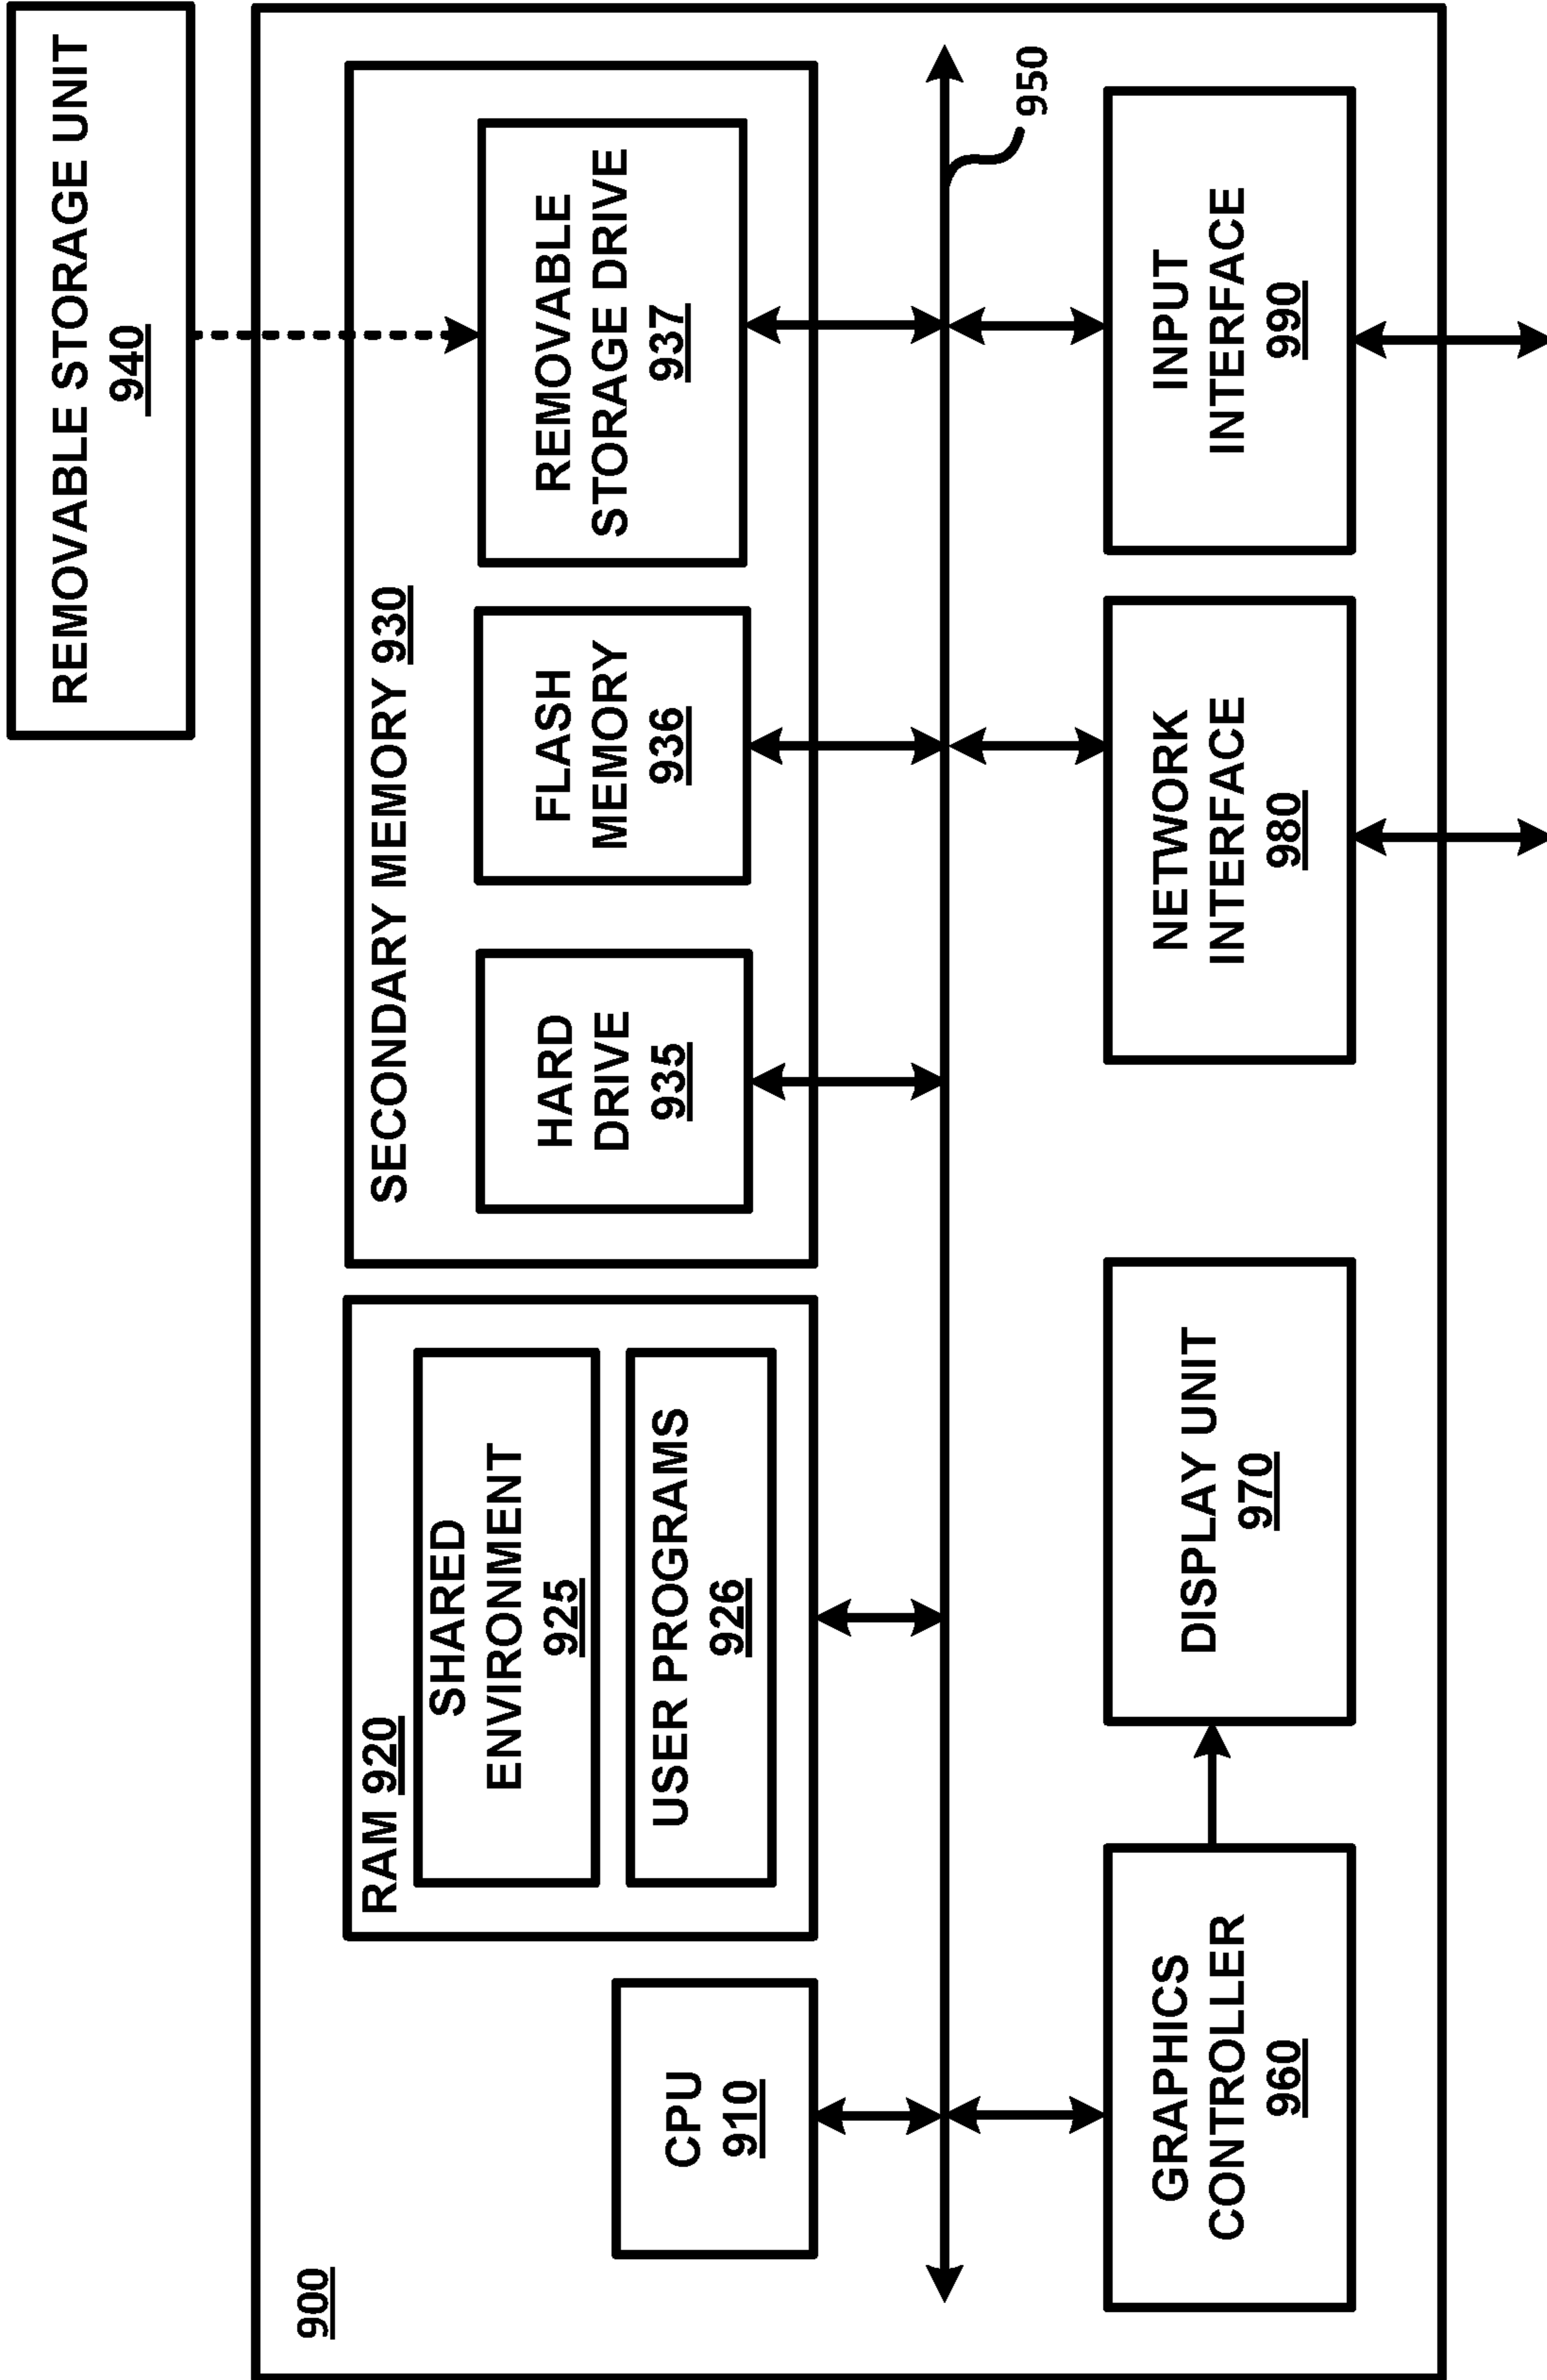 900
RAM 920
SHARED
ENVIRONMENT
925
USER PROGRAMS
926
CPU
910
SECONDARY MEMORY 930
HARD
DRIVE
935
FLASH
MEMORY
936
REMOVABLE
STORAGE DRIVE
937
REMOVABLE STORAGE UNIT
940
950
GRAPHICS
CONTROLLER
960
DISPLAY UNIT
970
NETWORK
INTERFACE
980
INPUT
INTERFACE
990